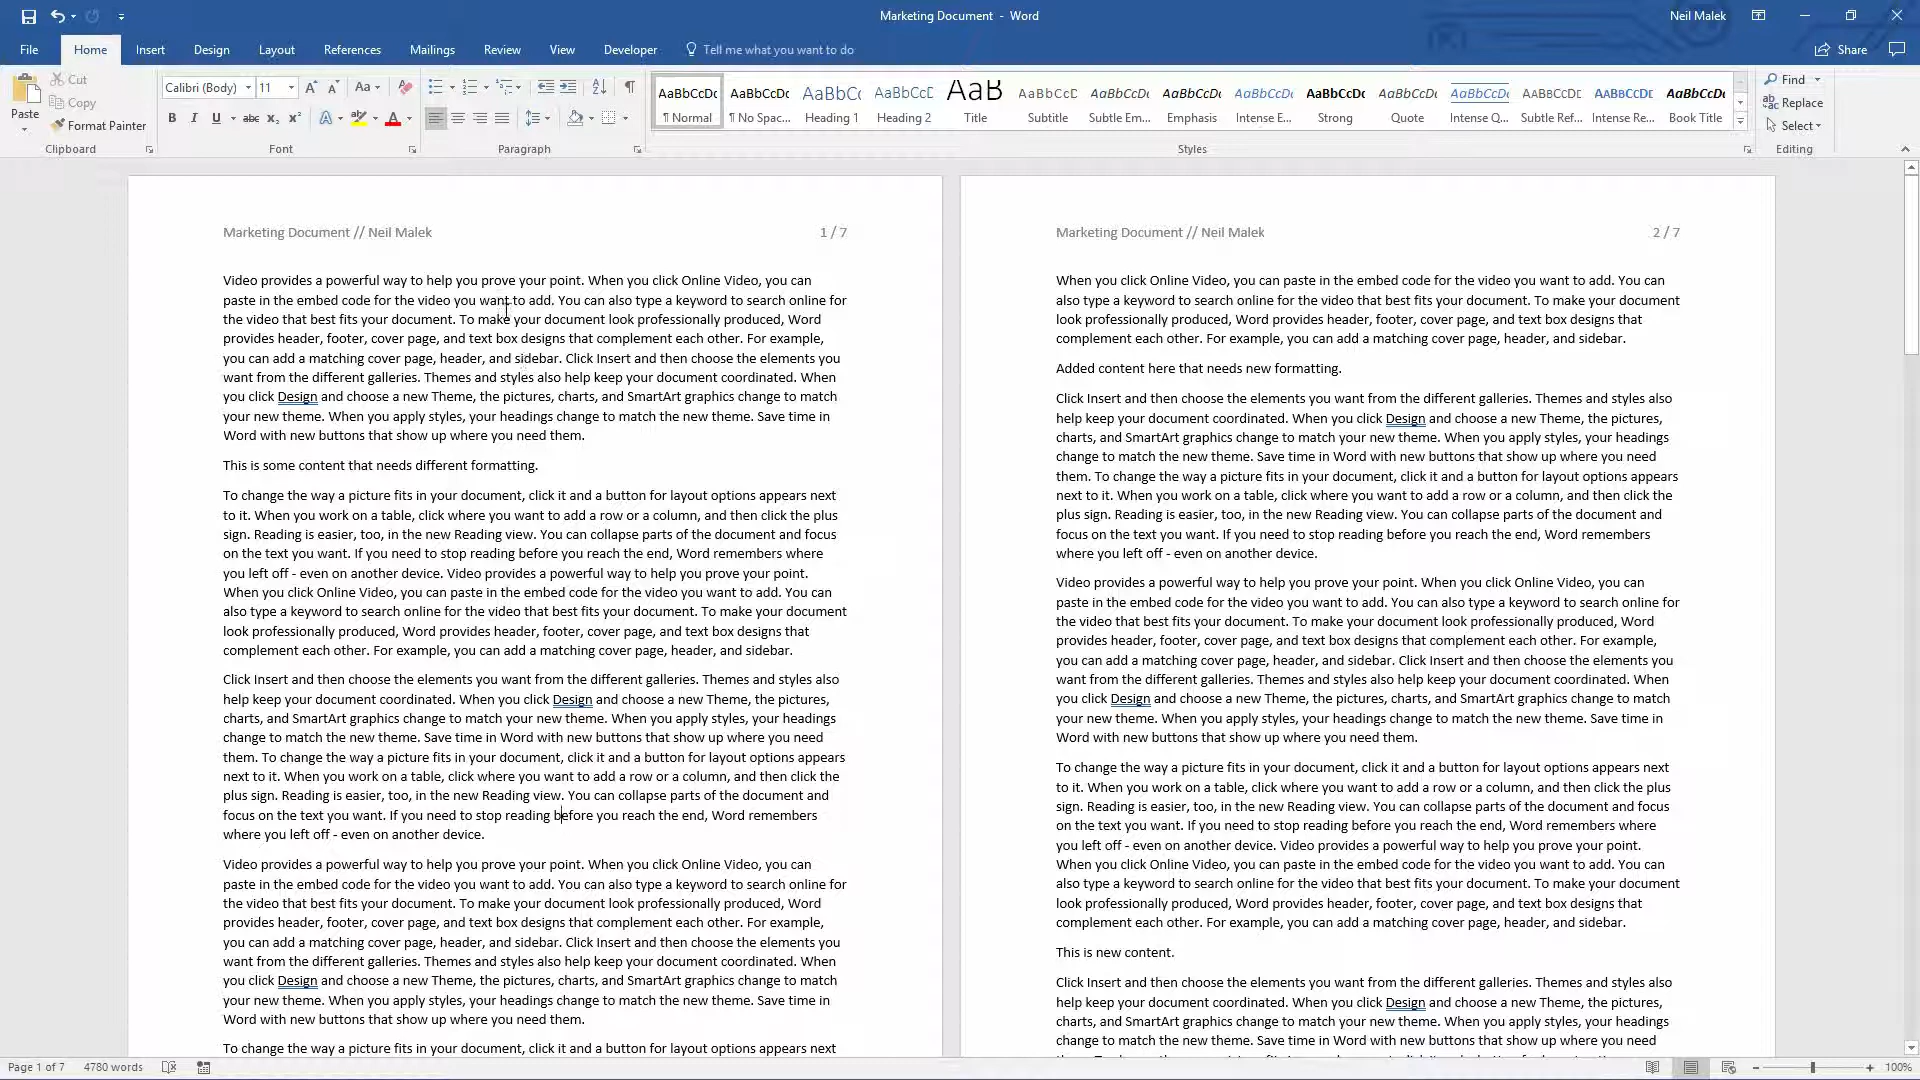 Marketing Document - Word
Neil Malek
File Home Insert Design Layout References Mailings Review View Developer Tell me what you want to do
Share
Paste
Cut
Copy
Format Painter
Clipboard
Calibri (Body) 11
Font
Paragraph
AaBbCcDc AaBbCcDc AaBbCc AaBbCcD AaB AaBbCcD AaBbCcDc AaBbCcDc AaBbCcDc AaBbCcDc AaBbCcDc AaBbCcDc AABBCCDC AABBCCDC AaBbCcDc
¶ Normal ¶ No Spac... Heading 1 Heading 2 Title Subtitle Subtle Em... Emphasis Intense E... Strong Quote Intense Q... Subtle Ref... Intense Re... Book Title
Styles
Find
Replace
Select
Editing
Marketing Document // Neil Malek 1 / 7
Video provides a powerful way to help you prove your point. When you click Online Video, you can
paste in the embed code for the video you want to add. You can also type a keyword to search online for
the video that best fits your document. To make your document look professionally produced, Word
provides header, footer, cover page, and text box designs that complement each other. For example,
you can add a matching cover page, header, and sidebar. Click Insert and then choose the elements you
want from the different galleries. Themes and styles also help keep your document coordinated. When
you click Design and choose a new Theme, the pictures, charts, and SmartArt graphics change to match
your new theme. When you apply styles, your headings change to match the new theme. Save time in
Word with new buttons that show up where you need them.
This is some content that needs different formatting.
To change the way a picture fits in your document, click it and a button for layout options appears next
to it. When you work on a table, click where you want to add a row or a column, and then click the plus
sign. Reading is easier, too, in the new Reading view. You can collapse parts of the document and focus
on the text you want. If you need to stop reading before you reach the end, Word remembers where
you left off - even on another device. Video provides a powerful way to help you prove your point.
When you click Online Video, you can paste in the embed code for the video you want to add. You can
also type a keyword to search online for the video that best fits your document. To make your document
look professionally produced, Word provides header, footer, cover page, and text box designs that
complement each other. For example, you can add a matching cover page, header, and sidebar.
Click Insert and then choose the elements you want from the different galleries. Themes and styles also
help keep your document coordinated. When you click Design and choose a new Theme, the pictures,
charts, and SmartArt graphics change to match your new theme. When you apply styles, your headings
change to match the new theme. Save time in Word with new buttons that show up where you need
them. To change the way a picture fits in your document, click it and a button for layout options appears
next to it. When you work on a table, click where you want to add a row or a column, and then click the
plus sign. Reading is easier, too, in the new Reading view. You can collapse parts of the document and
focus on the text you want. If you need to stop reading before you reach the end, Word remembers
where you left off - even on another device.
Video provides a powerful way to help you prove your point. When you click Online Video, you can
paste in the embed code for the video you want to add. You can also type a keyword to search online for
the video that best fits your document. To make your document look professionally produced, Word
provides header, footer, cover page, and text box designs that complement each other. For example,
you can add a matching cover page, header, and sidebar. Click Insert and then choose the elements you
want from the different galleries. Themes and styles also help keep your document coordinated. When
you click Design and choose a new Theme, the pictures, charts, and SmartArt graphics change to match
your new theme. When you apply styles, your headings change to match the new theme. Save time in
Word with new buttons that show up where you need them.
To change the way a picture fits in your document, click it and a button for layout options appears next
Marketing Document // Neil Malek 2 / 7
When you click Online Video, you can paste in the embed code for the video you want to add. You can
also type a keyword to search online for the video that best fits your document. To make your document
look professionally produced, Word provides header, footer, cover page, and text box designs that
complement each other. For example, you can add a matching cover page, header, and sidebar.
Added content here that needs new formatting.
Click Insert and then choose the elements you want from the different galleries. Themes and styles also
help keep your document coordinated. When you click Design and choose a new Theme, the pictures,
charts, and SmartArt graphics change to match your new theme. When you apply styles, your headings
change to match the new theme. Save time in Word with new buttons that show up where you need
them. To change the way a picture fits in your document, click it and a button for layout options appears
next to it. When you work on a table, click where you want to add a row or a column, and then click the
plus sign. Reading is easier, too, in the new Reading view. You can collapse parts of the document and
focus on the text you want. If you need to stop reading before you reach the end, Word remembers
where you left off - even on another device.
Video provides a powerful way to help you prove your point. When you click Online Video, you can
paste in the embed code for the video you want to add. You can also type a keyword to search online for
the video that best fits your document. To make your document look professionally produced, Word
provides header, footer, cover page, and text box designs that complement each other. For example,
you can add a matching cover page, header, and sidebar. Click Insert and then choose the elements you
want from the different galleries. Themes and styles also help keep your document coordinated. When
you click Design and choose a new Theme, the pictures, charts, and SmartArt graphics change to match
your new theme. When you apply styles, your headings change to match the new theme. Save time in
Word with new buttons that show up where you need them.
To change the way a picture fits in your document, click it and a button for layout options appears next
to it. When you work on a table, click where you want to add a row or a column, and then click the plus
sign. Reading is easier, too, in the new Reading view. You can collapse parts of the document and focus
on the text you want. If you need to stop reading before you reach the end, Word remembers where
you left off - even on another device. Video provides a powerful way to help you prove your point.
When you click Online Video, you can paste in the embed code for the video you want to add. You can
also type a keyword to search online for the video that best fits your document. To make your document
look professionally produced, Word provides header, footer, cover page, and text box designs that
complement each other. For example, you can add a matching cover page, header, and sidebar.
This is new content.
Click Insert and then choose the elements you want from the different galleries. Themes and styles also
help keep your document coordinated. When you click Design and choose a new Theme, the pictures,
charts, and SmartArt graphics change to match your new theme. When you apply styles, your headings
change to match the new theme. Save time in Word with new buttons that show up where you need
Page 1 of 7 4780 words 100%